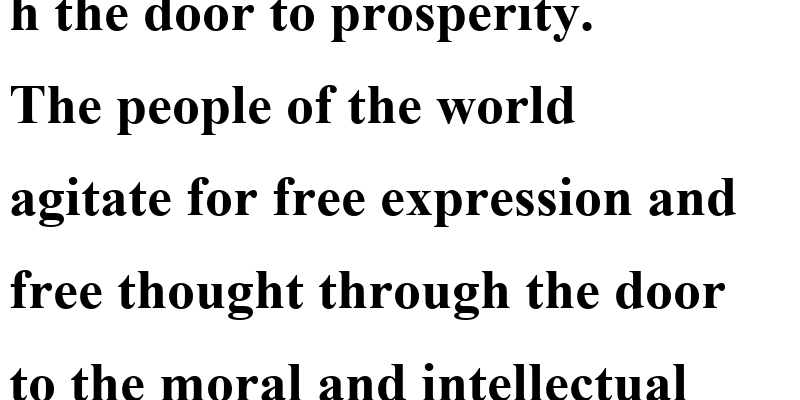 h the door to prosperity.
The people of the world
agitate for free expression and
free thought through the door
to the moral and intellectual